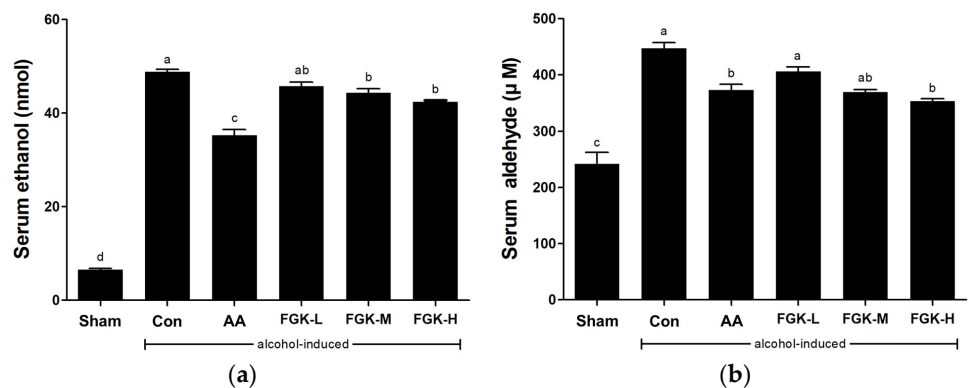 60
40
20
0
Serum ethanol (nmol)
d
a
c
ab
b
b
Sham Con AA FGK-L FGK-M FGK-H
alcohol-induced
(a)
500
400
300
200
100
0
Serum aldehyde (μ M)
c
a
b
a
ab
b
Sham Con AA FGK-L FGK-M FGK-H
alcohol-induced
(b)